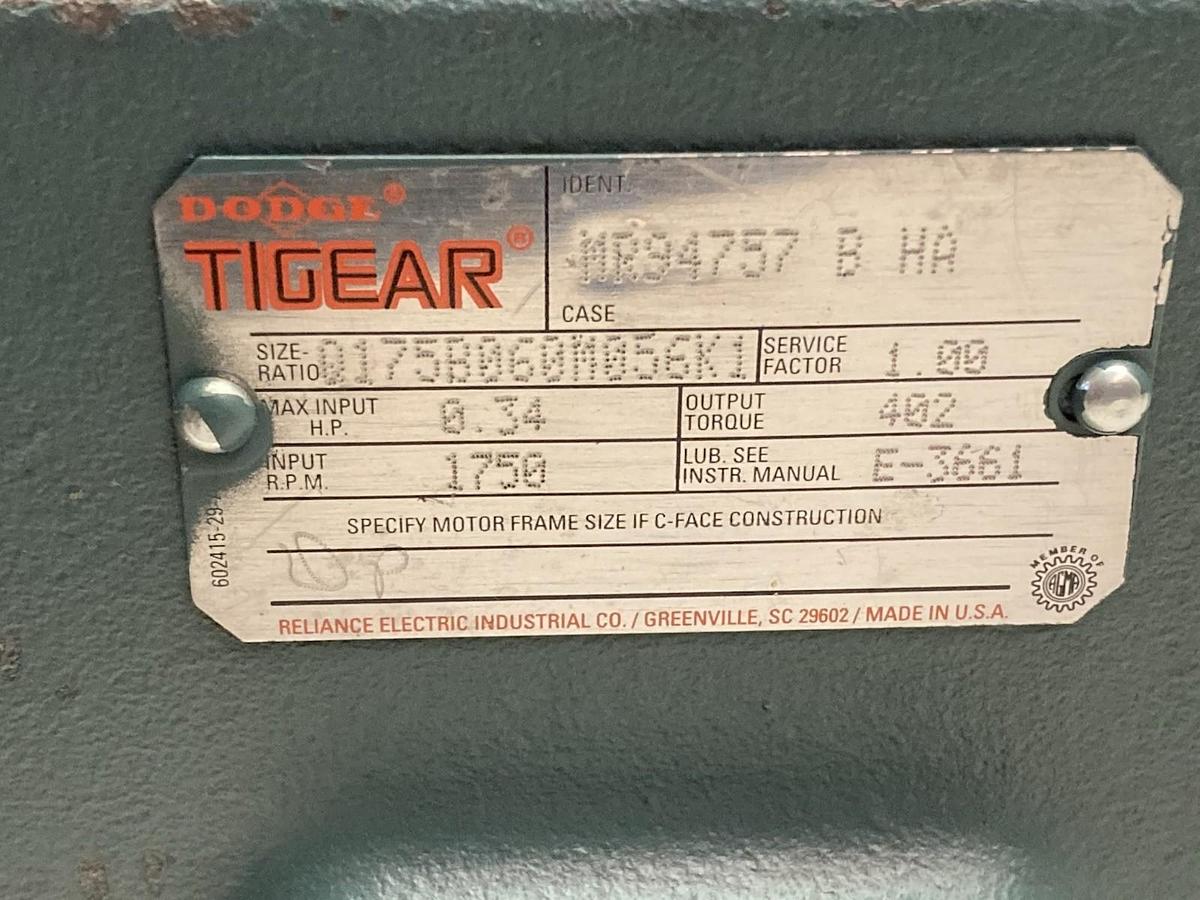 DODGE®
TIGEAR®
IDENT.
MR94757 B HA
CASE
SIZE-
RATIO Q175B060M056K1
SERVICE
FACTOR 1.00
MAX INPUT
H.P. 0.34
OUTPUT
TORQUE 402
INPUT
R.P.M. 1750
LUB. SEE
INSTR. MANUAL E-3661
SPECIFY MOTOR FRAME SIZE IF C-FACE CONSTRUCTION
MEMBER OF
AGMA
RELIANCE ELECTRIC INDUSTRIAL CO. / GREENVILLE, SC 29602 / MADE IN U.S.A.
602415-29-